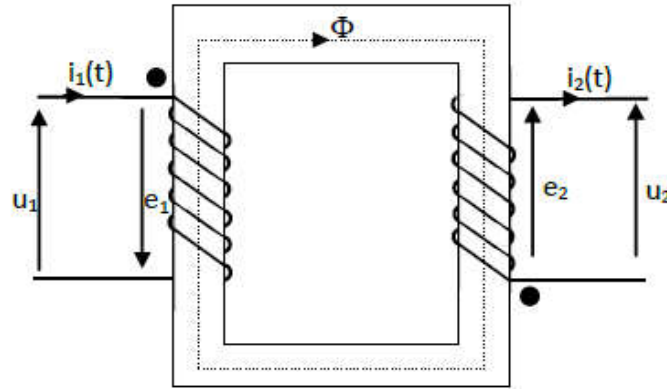 Φ
i₁(t)
i₂(t)
u₁
e₁
e₂
u₂